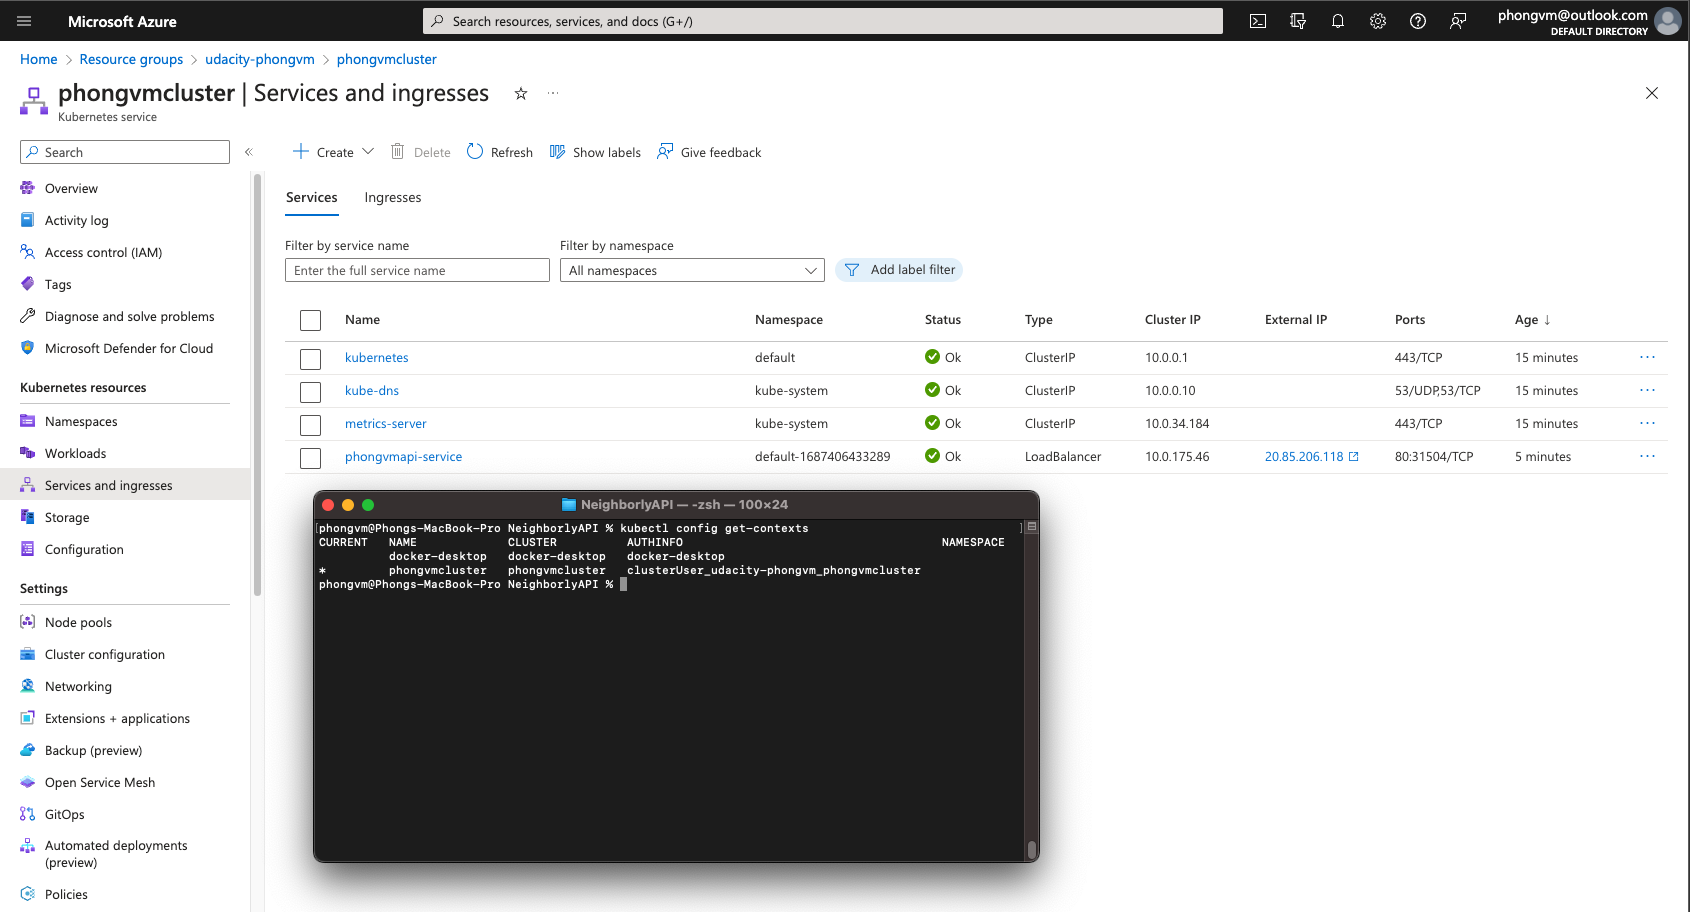 Microsoft Azure
Search resources, services, and docs (G+/)
phongvm@outlook.com
DEFAULT DIRECTORY
Home > Resource groups > udacity-phongvm > phongvmcluster
phongvmcluster | Services and ingresses
Kubernetes service
Search
Create
Delete
Refresh
Show labels
Give feedback
Overview
Activity log
Access control (IAM)
Tags
Diagnose and solve problems
Microsoft Defender for Cloud
Kubernetes resources
Namespaces
Workloads
Services and ingresses
Storage
Configuration
Settings
Node pools
Cluster configuration
Networking
Extensions + applications
Backup (preview)
Open Service Mesh
GitOps
Automated deployments
(preview)
Policies
Services Ingresses
Filter by service name
Enter the full service name
Filter by namespace
All namespaces
Add label filter
Name Namespace Status Type Cluster IP External IP Ports Age ↓
kubernetes default Ok ClusterIP 10.0.0.1 443/TCP 15 minutes
kube-dns kube-system Ok ClusterIP 10.0.0.10 53/UDP,53/TCP 15 minutes
metrics-server kube-system Ok ClusterIP 10.0.34.184 443/TCP 15 minutes
phongvmapi-service default-1687406433289 Ok LoadBalancer 10.0.175.46 20.85.206.118 80:31504/TCP 5 minutes
NeighborlyAPI — -zsh — 100×24
[phongvm@Phongs-MacBook-Pro NeighborlyAPI % kubectl config get-contexts ]
CURRENT NAME CLUSTER AUTHINFO NAMESPACE
docker-desktop docker-desktop docker-desktop
* phongvmcluster phongvmcluster clusterUser_udacity-phongvm_phongvmcluster
phongvm@Phongs-MacBook-Pro NeighborlyAPI %